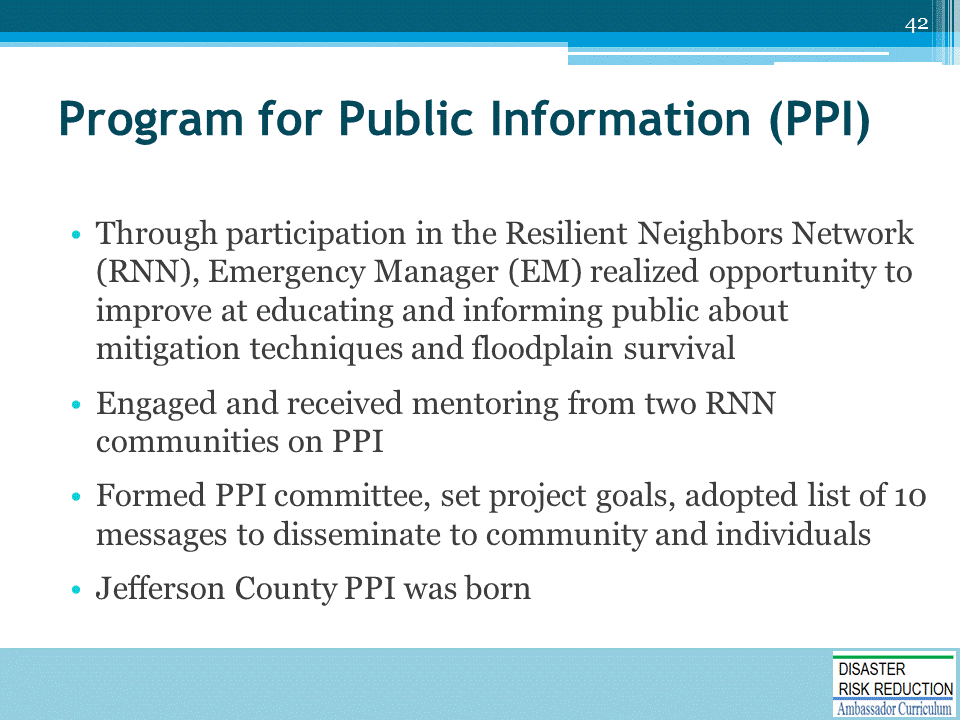 42
Program for Public Information (PPI)
• Through participation in the Resilient Neighbors Network
(RNN), Emergency Manager (EM) realized opportunity to
improve at educating and informing public about
mitigation techniques and floodplain survival
• Engaged and received mentoring from two RNN
communities on PPI
• Formed PPI committee, set project goals, adopted list of 10
messages to disseminate to community and individuals
• Jefferson County PPI was born
DISASTER
RISK REDUCTION
Ambassador Curriculum